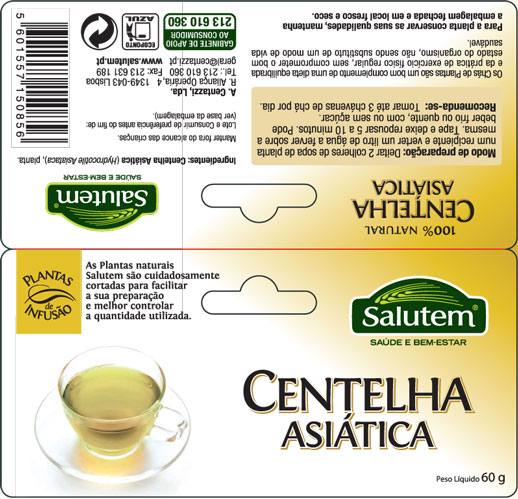 PLANTAS
de
INFUSÃO
As Plantas naturais
Salutem são cuidadosamente
cortadas para facilitar
a sua preparação
e melhor controlar
a quantidade utilizada.
Salutem®
SAÚDE E BEM-ESTAR
CENTELHA
ASIÁTICA
Peso Líquido 60 g
100% NATURAL
CENTELHA
ASIÁTICA
Modo de preparação: Deitar 2 colheres de sopa de planta
num recipiente e verter um litro de água a ferver sobre a
mesma. Tape e deixe repousar 5 a 10 minutos. Pode
beber frio ou quente, com ou sem açúcar.
Recomenda-se: Tomar até 3 chávenas de chá por dia.
Os Chás de Plantas são um bom complemento de uma dieta equilibrada
e da prática de exercício físico regular, sem comprometer o bom
estado do organismo, não sendo substituto de um modo de vida
saudável.
Para a planta conservar as suas qualidades, mantenha
a embalagem fechada e em local fresco e seco.
Salutem®
SAÚDE E BEM-ESTAR
Ingredientes: Centelha Asiática (Hydrocotile Asiatica), planta.
Manter fora do alcance das crianças.
Lote e Consumir de preferência antes do fim de:
(ver base da embalagem).
A. Centazzi, Lda.
R. Aliança Operária, 4 1349-043 Lisboa
Tel.: 213 610 360 Fax: 213 631 189
geral@centazzi.pt www.salutem.pt
GABINETE DE APOIO
AO CONSUMIDOR
213 610 360
ECOPONTO
AZUL
5601557150856